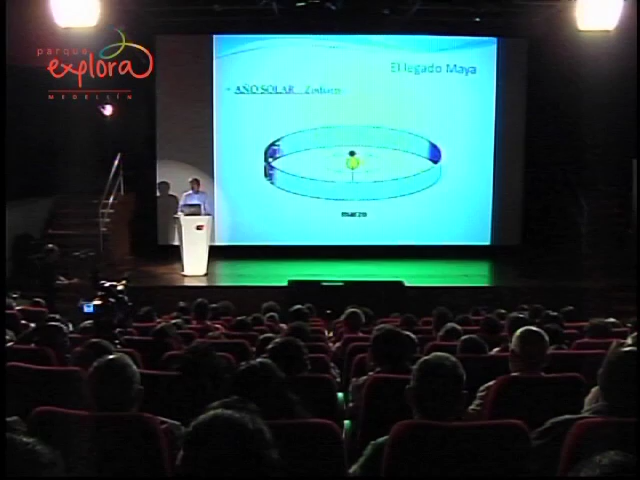 parque
explora
MEDELLÍN
El legado Maya
AÑO SOLAR
marzo